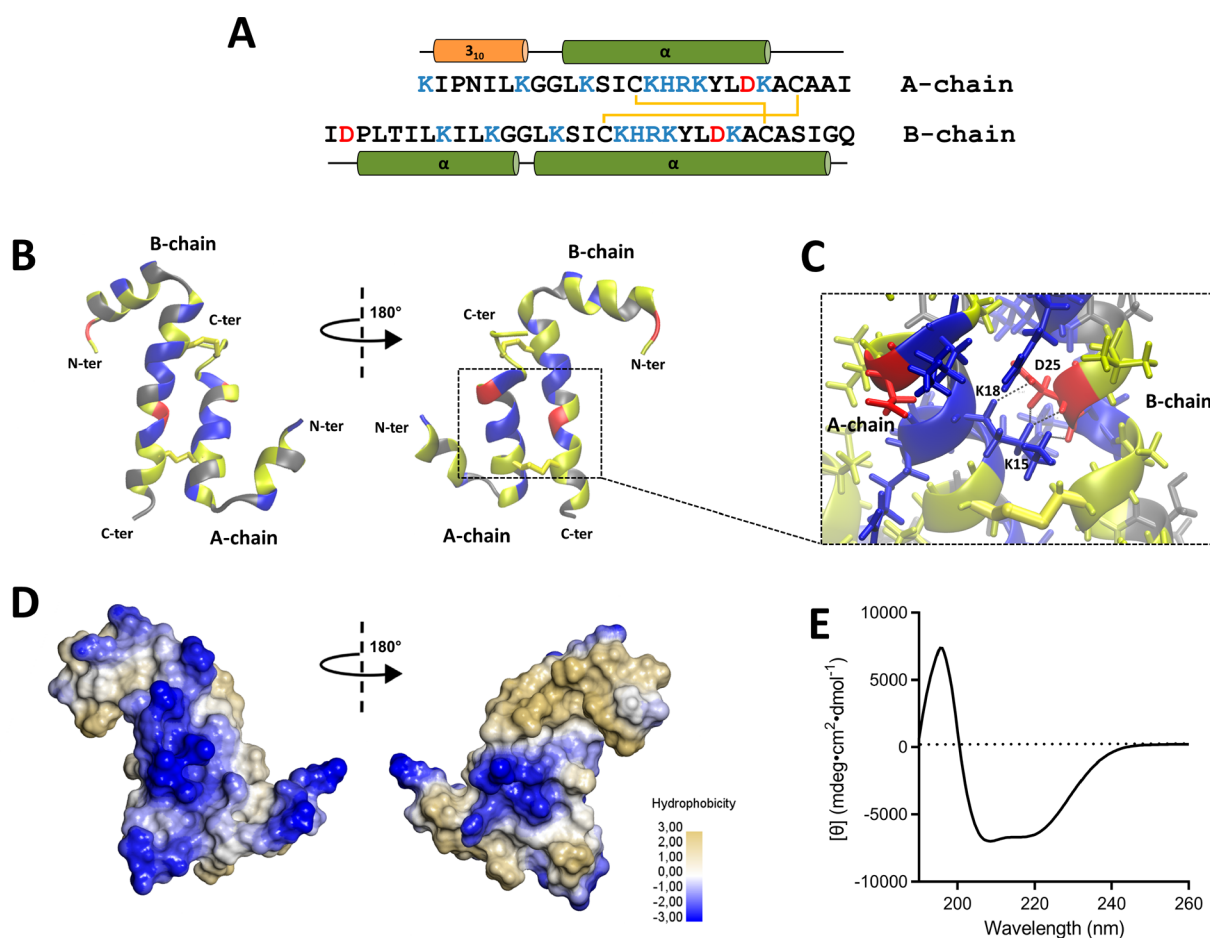 A
3₁₀ α
KIPNILKGGLKSICKHRKYLDKACAAI A-chain
IDPLTILKILKGGLKSICKHRKYLDKACASIGQ B-chain
α α
B
B-chain
C-ter
N-ter
N-ter
C-ter
A-chain
180°
B-chain
C-ter
N-ter
N-ter
A-chain
C-ter
C
D25
K18
A-chain
B-chain
K15
D
180°
Hydrophobicity
3,00
2,00
1,00
0,00
-1,00
-2,00
-3,00
E
10000
5000
0
-5000
-10000
[θ] (mdeg•cm²•dmol⁻¹)
200 220 240 260
Wavelength (nm)